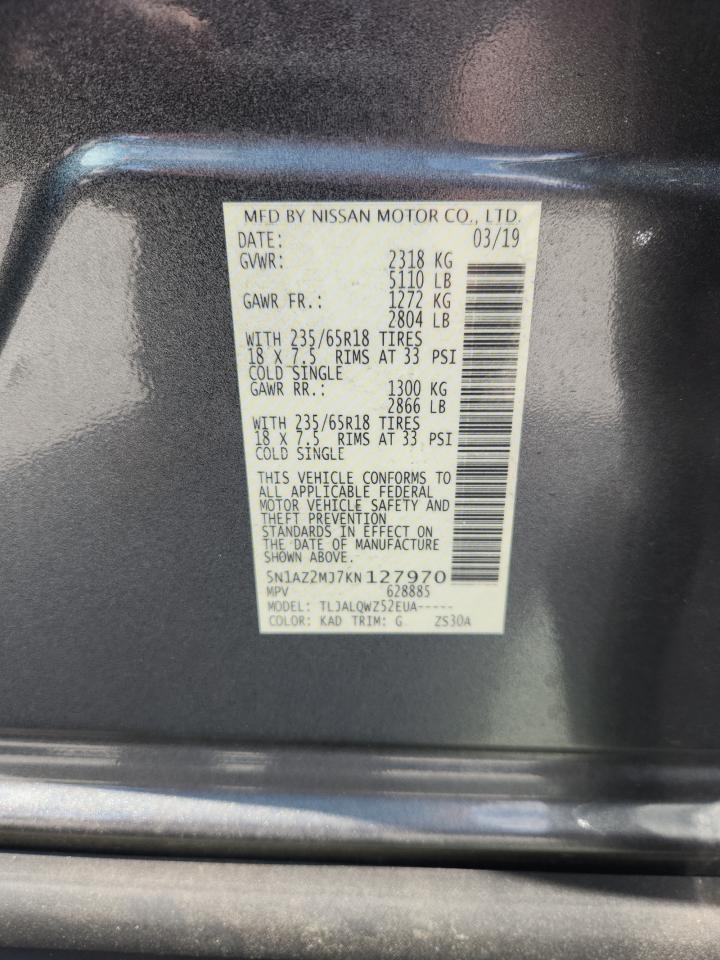 MFD BY NISSAN MOTOR CO., LTD.
DATE: 03/19
GVWR: 2318 KG
5110 LB
GAWR FR.: 1272 KG
2804 LB
WITH 235/65R18 TIRES
18 X 7.5 RIMS AT 33 PSI
COLD SINGLE
GAWR RR.: 1300 KG
2866 LB
WITH 235/65R18 TIRES
18 X 7.5 RIMS AT 33 PSI
COLD SINGLE
THIS VEHICLE CONFORMS TO
ALL APPLICABLE FEDERAL
MOTOR VEHICLE SAFETY AND
THEFT PREVENTION
STANDARDS IN EFFECT ON
THE DATE OF MANUFACTURE
SHOWN ABOVE.
5N1AZ2MJ7KN127970
MPV 628885
MODEL: TLJALQWZ52EUA-----
COLOR: KAD TRIM: G ZS30A